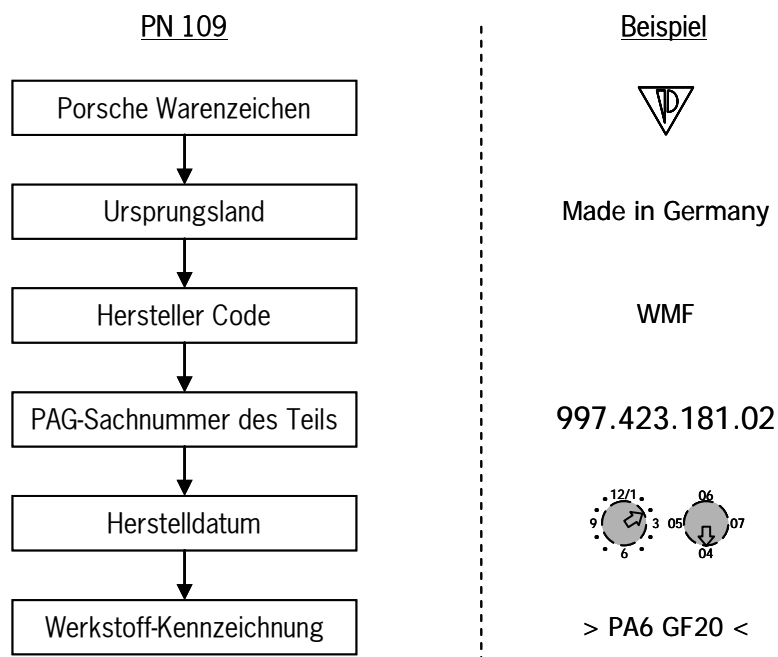 PN 109
Beispiel
Porsche Warenzeichen
Ursprungsland
Made in Germany
Hersteller Code
WMF
PAG-Sachnummer des Teils
997.423.181.02
Herstelldatum
12/1
9 3
6
06
05 07
04
Werkstoff-Kennzeichnung
> PA6 GF20 <